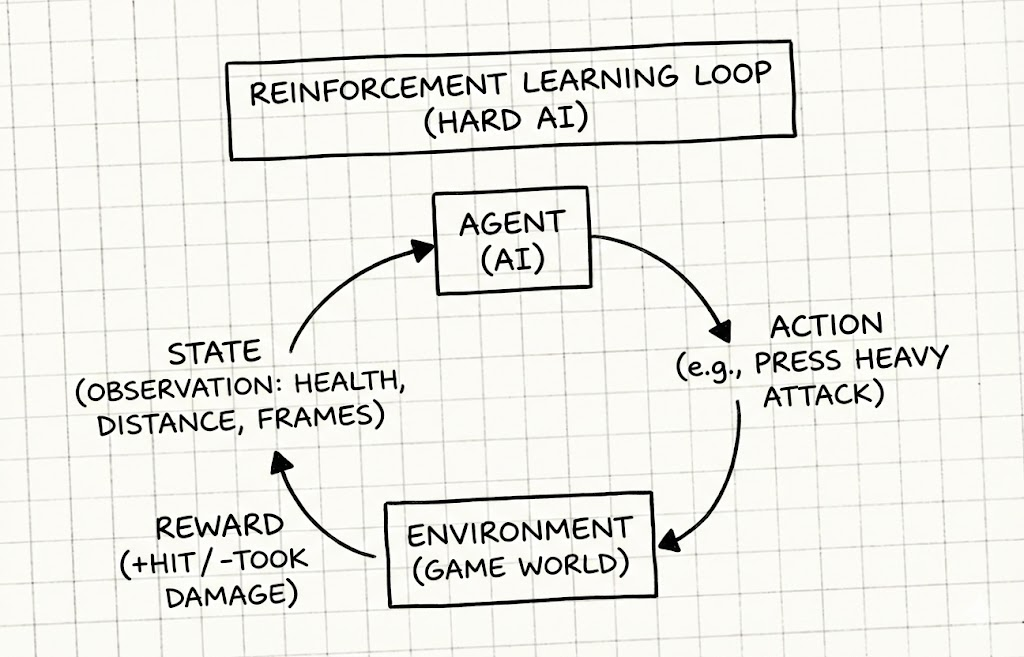 REINFORCEMENT LEARNING LOOP
(HARD AI)
AGENT
(AI)
ACTION
(e.g., PRESS HEAVY
ATTACK)
STATE
(OBSERVATION: HEALTH,
DISTANCE, FRAMES)
REWARD
(+HIT/-TOOK
DAMAGE)
ENVIRONMENT
(GAME WORLD)